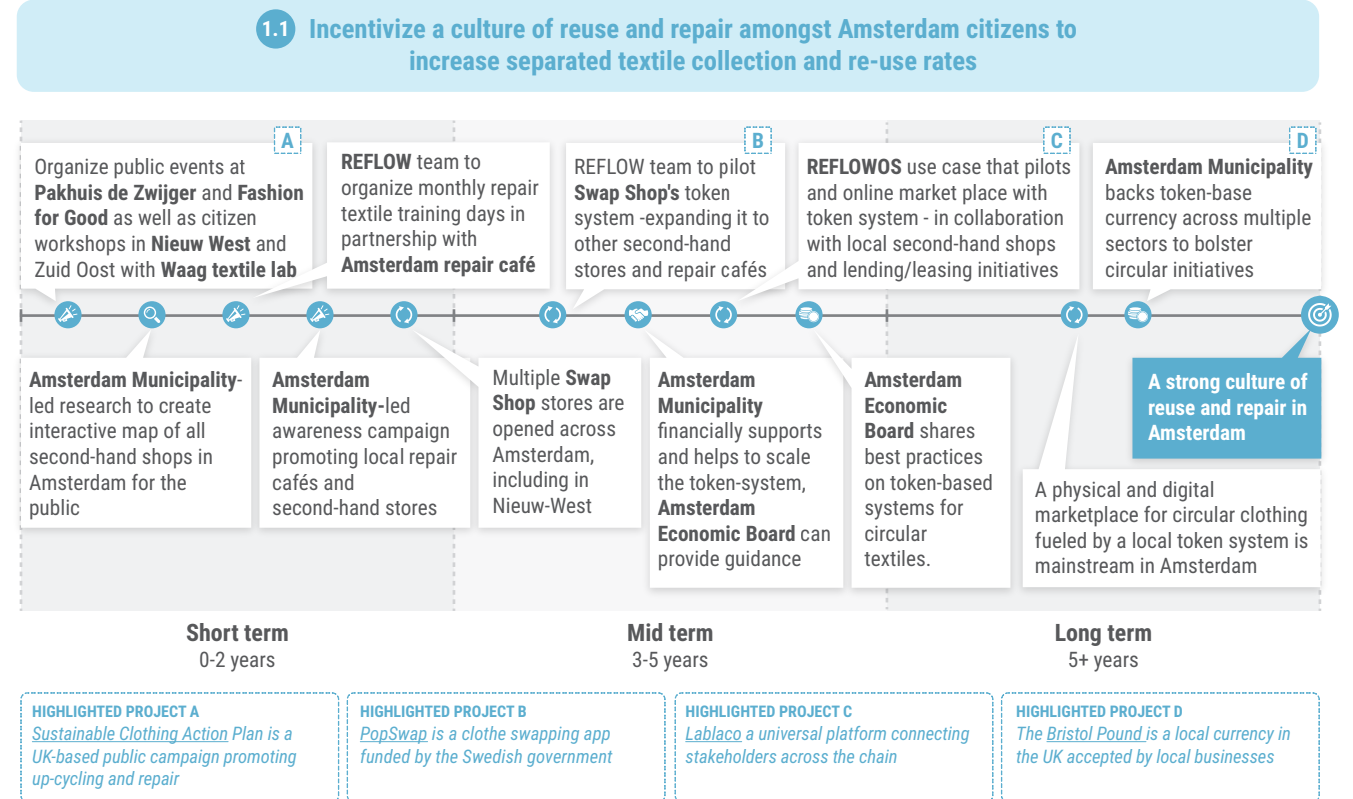 1.1 Incentivize a culture of reuse and repair amongst Amsterdam citizens to
increase separated textile collection and re-use rates
A
Organize public events at
Pakhuis de Zwijger and Fashion
for Good as well as citizen
workshops in Nieuw West and
Zuid Oost with Waag textile lab
REFLOW team to
organize monthly repair
textile training days in
partnership with
Amsterdam repair café
B
REFLOW team to pilot
Swap Shop's token
system -expanding it to
other second-hand
stores and repair cafés
C
REFLOWOS use case that pilots
and online market place with
token system - in collaboration
with local second-hand shops
and lending/leasing initiatives
D
Amsterdam Municipality
backs token-base
currency across multiple
sectors to bolster
circular initiatives
Amsterdam Municipality-
led research to create
interactive map of all
second-hand shops in
Amsterdam for the
public
Amsterdam
Municipality-led
awareness campaign
promoting local repair
cafés and
second-hand stores
Multiple Swap
Shop stores are
opened across
Amsterdam,
including in
Nieuw-West
Amsterdam
Municipality
financially supports
and helps to scale
the token-system,
Amsterdam
Economic Board can
provide guidance
Amsterdam
Economic
Board shares
best practices
on token-based
systems for
circular
textiles.
A strong culture of
reuse and repair in
Amsterdam
A physical and digital
marketplace for circular clothing
fueled by a local token system is
mainstream in Amsterdam
Short term
0-2 years
Mid term
3-5 years
Long term
5+ years
HIGHLIGHTED PROJECT A
Sustainable Clothing Action Plan is a
UK-based public campaign promoting
up-cycling and repair
HIGHLIGHTED PROJECT B
PopSwap is a clothe swapping app
funded by the Swedish government
HIGHLIGHTED PROJECT C
Lablaco a universal platform connecting
stakeholders across the chain
HIGHLIGHTED PROJECT D
The Bristol Pound is a local currency in
the UK accepted by local businesses